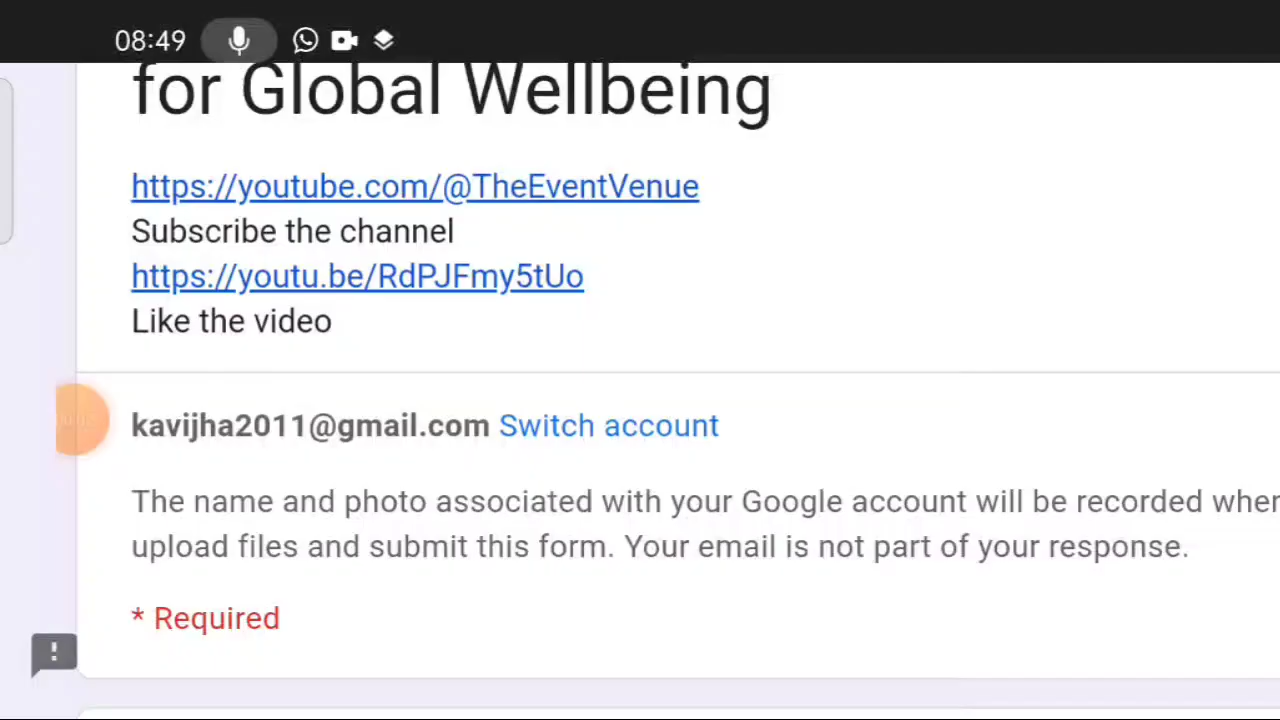 08:49
for Global Wellbeing
https://youtube.com/@TheEventVenue
Subscribe the channel
https://youtu.be/RdPJFmy5tUo
Like the video
kavijha2011@gmail.com Switch account
The name and photo associated with your Google account will be recorded when
upload files and submit this form. Your email is not part of your response.
* Required